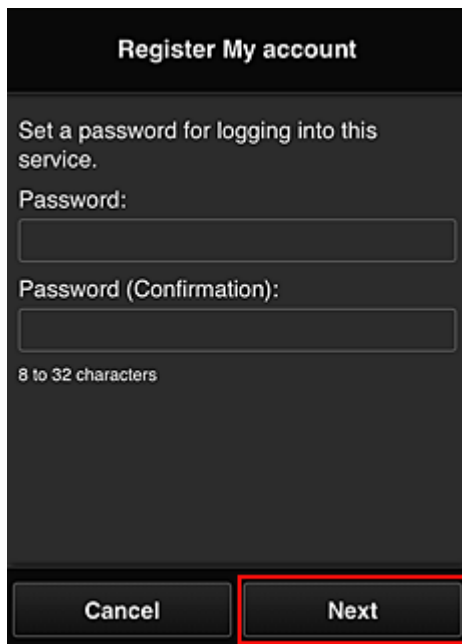 Register My account
Set a password for logging into this
service.
Password:
Password (Confirmation):
8 to 32 characters
Cancel
Next